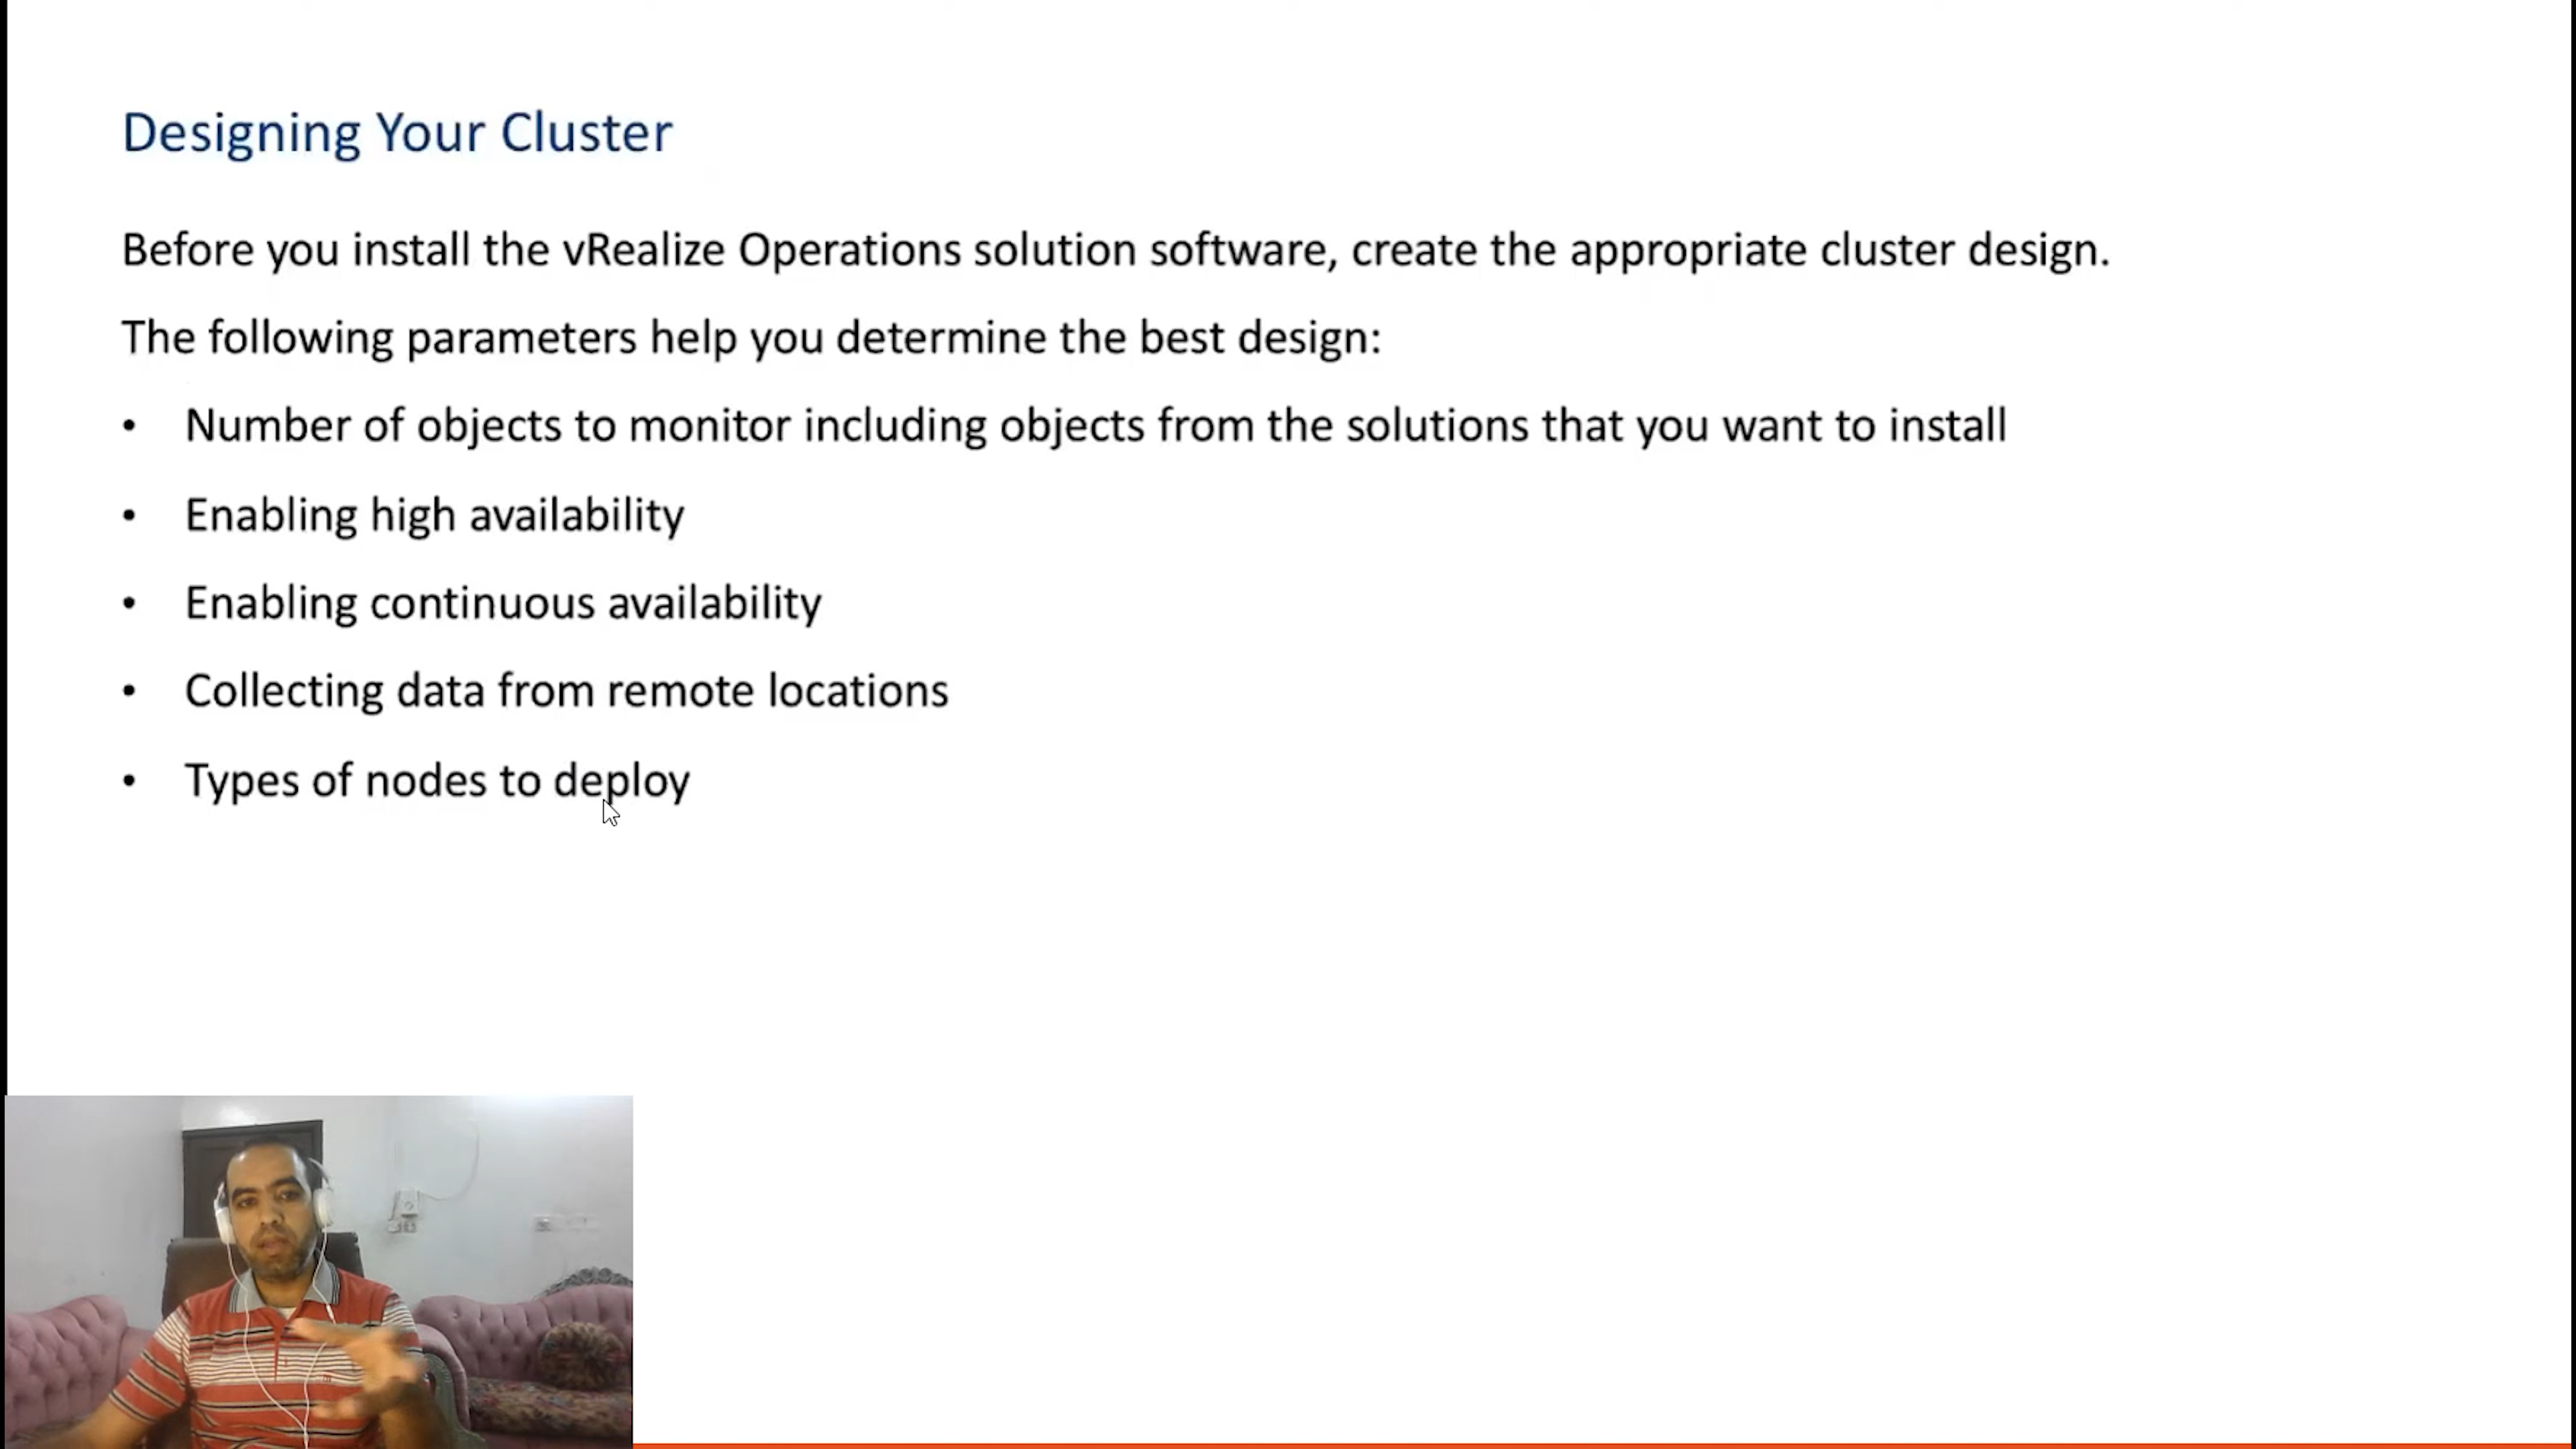 Designing Your Cluster
Before you install the vRealize Operations solution software, create the appropriate cluster design.
The following parameters help you determine the best design:
• Number of objects to monitor including objects from the solutions that you want to install
• Enabling high availability
• Enabling continuous availability
• Collecting data from remote locations
• Types of nodes to deploy